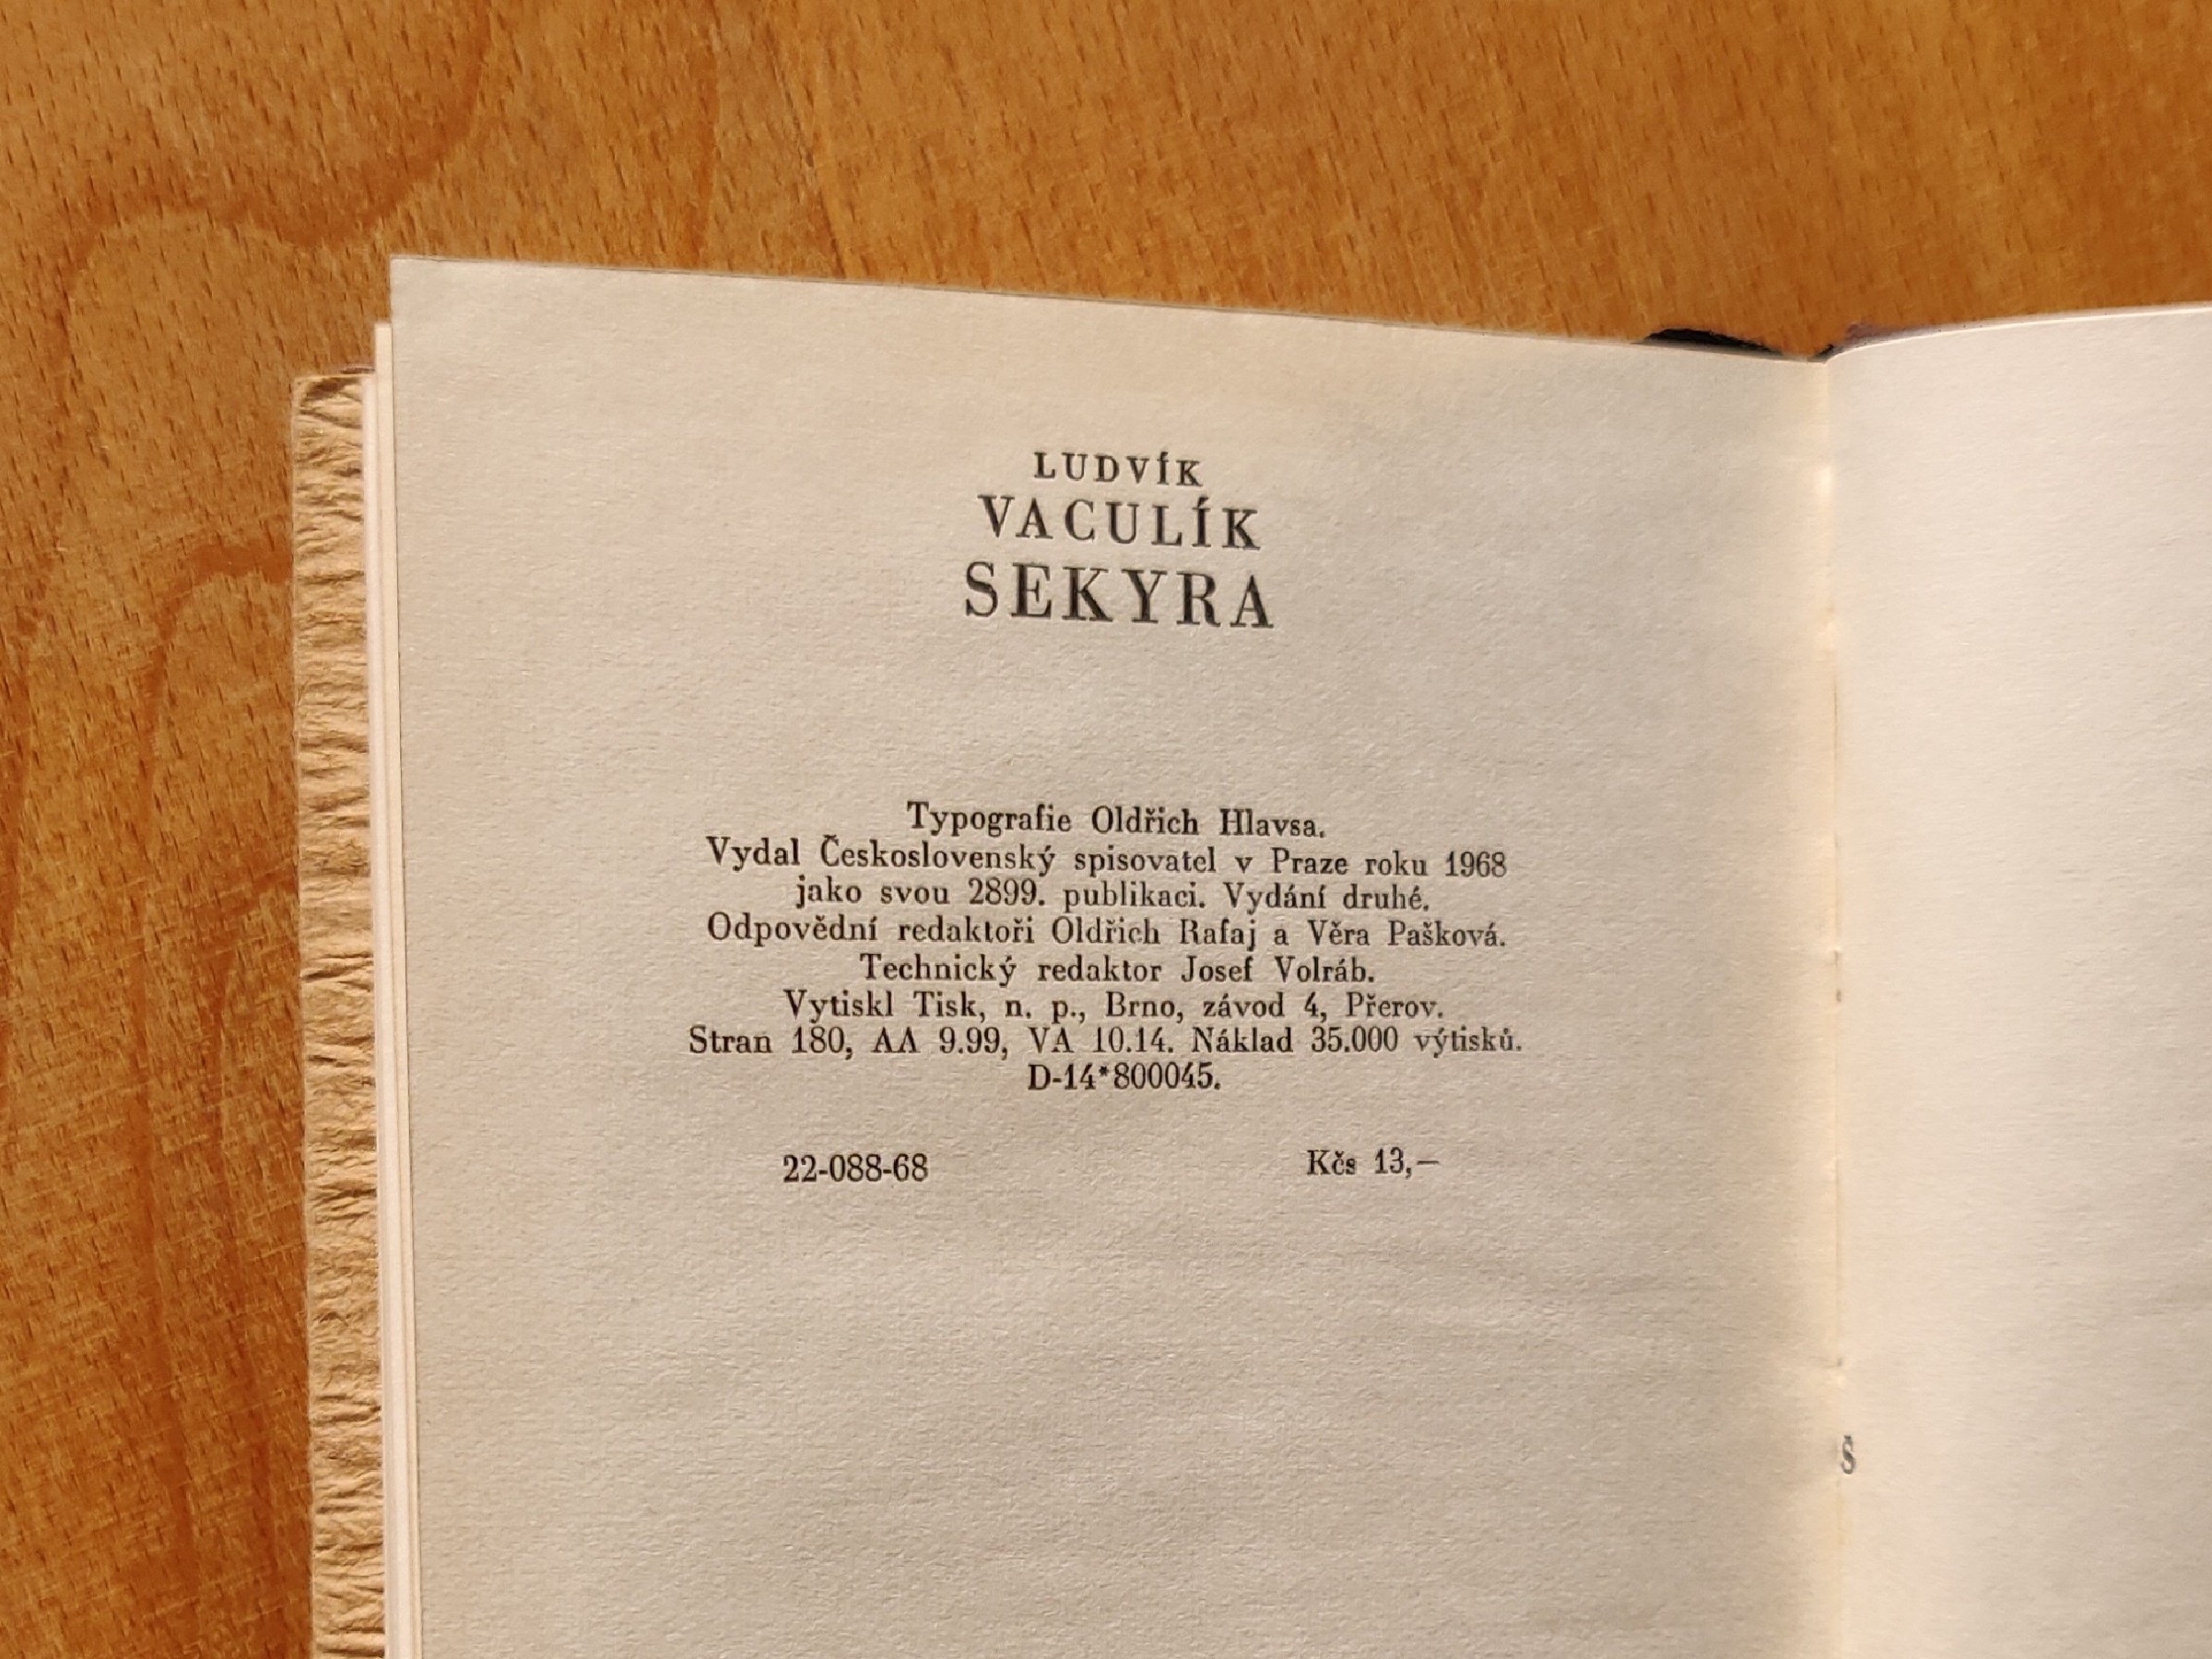 LUDVÍK
VACULÍK
SEKYRA
Typografie Oldřich Hlavsa.
Vydal Československý spisovatel v Praze roku 1968
jako svou 2899. publikaci. Vydání druhé.
Odpovědní redaktoři Oldřich Rafaj a Věra Pašková.
Technický redaktor Josef Volráb.
Vytiskl Tisk, n. p., Brno, závod 4, Přerov.
Stran 180, AA 9.99, VA 10.14. Náklad 35.000 výtisků.
D-14*800045.
22-088-68 Kčs 13,—
Š